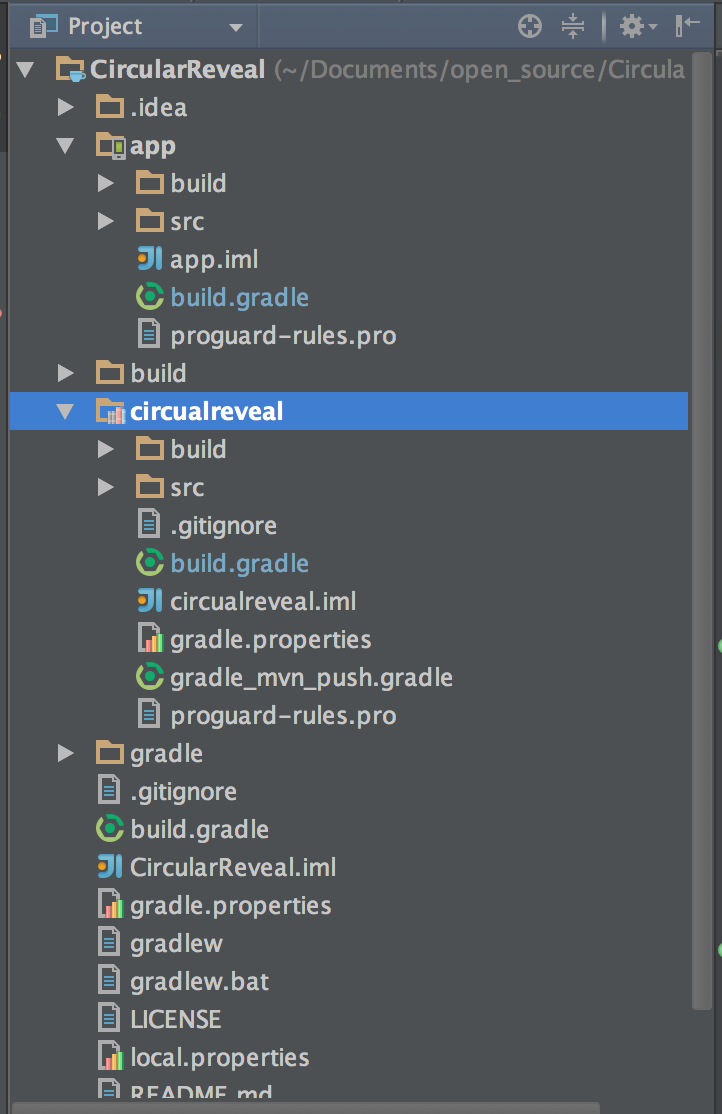 Project
CircularReveal (~/Documents/open_source/Circula
.idea
app
build
src
app.iml
build.gradle
proguard-rules.pro
build
circualreveal
build
src
.gitignore
build.gradle
circualreveal.iml
gradle.properties
gradle_mvn_push.gradle
proguard-rules.pro
gradle
.gitignore
build.gradle
CircularReveal.iml
gradle.properties
gradlew
gradlew.bat
LICENSE
local.properties
README.md